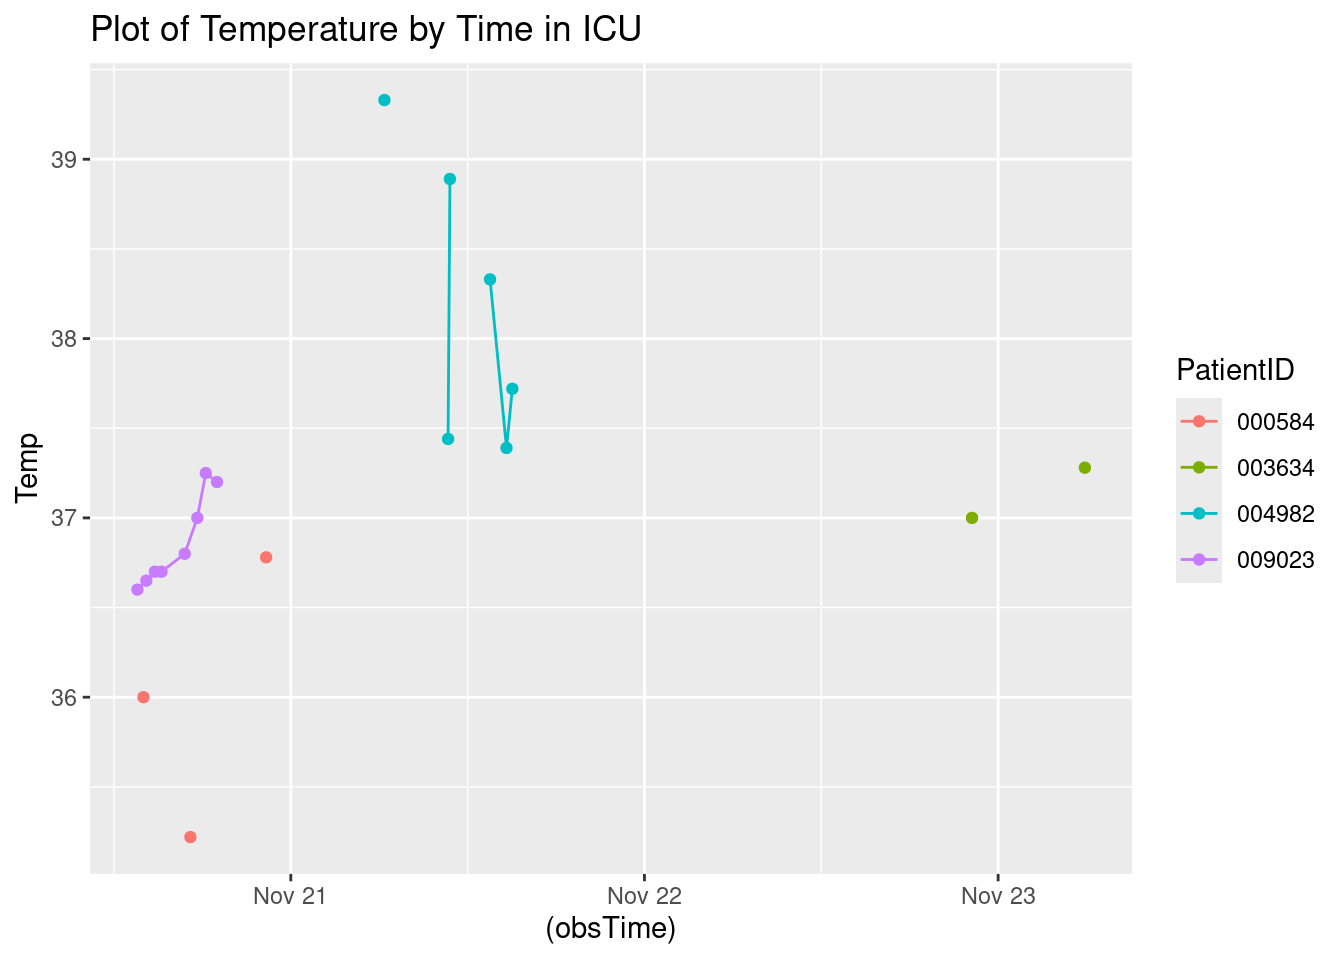 Plot of Temperature by Time in ICU
Temp
39
38
37
36
Nov 21
Nov 22
Nov 23
(obsTime)
PatientID
000584
003634
004982
009023